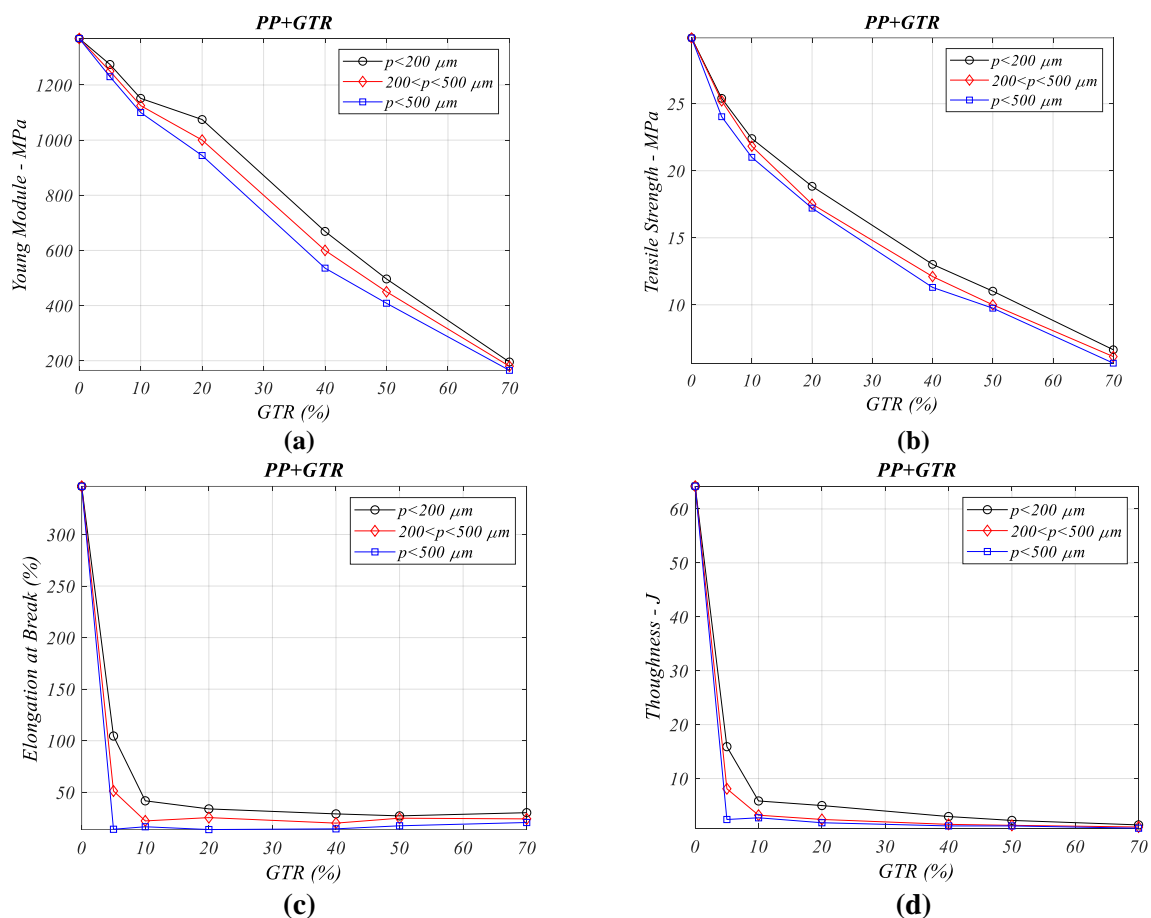 PP+GTR
Young Module - MPa
1200
1000
800
600
400
200
p<200 μm
200<p<500 μm
p<500 μm
0 10 20 30 40 50 60 70
GTR (%)
(a)
PP+GTR
Tensile Strength - MPa
25
20
15
10
p<200 μm
200<p<500 μm
p<500 μm
0 10 20 30 40 50 60 70
GTR (%)
(b)
PP+GTR
Elongation at Break (%)
300
250
200
150
100
50
p<200 μm
200<p<500 μm
p<500 μm
0 10 20 30 40 50 60 70
GTR (%)
(c)
PP+GTR
Thoughness - J
60
50
40
30
20
10
p<200 μm
200<p<500 μm
p<500 μm
0 10 20 30 40 50 60 70
GTR (%)
(d)